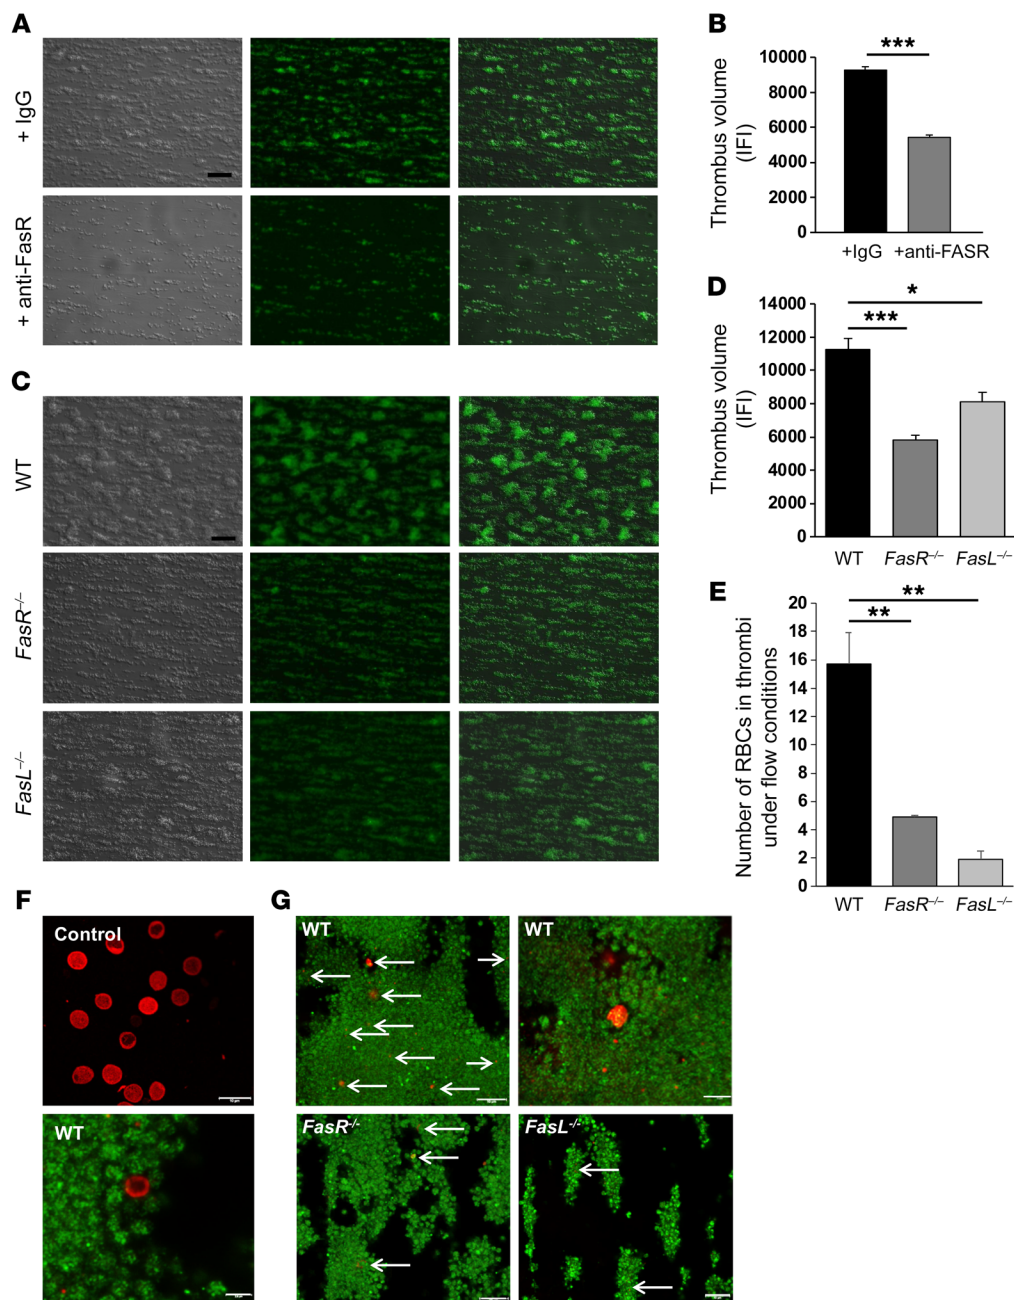 A
+ IgG
+ anti-FasR
B
***
Thrombus volume
(IFI)
10000
8000
6000
4000
2000
0
+IgG
+anti-FASR
C
WT
FasR–/–
FasL–/–
D
*
***
Thrombus volume
(IFI)
14000
12000
10000
8000
6000
4000
2000
0
WT
FasR–/–
FasL–/–
E
**
**
Number of RBCs in thrombi
under flow conditions
20
18
16
14
12
10
8
6
4
2
0
WT
FasR–/–
FasL–/–
F
Control
WT
G
WT
WT
FasR-/-
FasL-/-